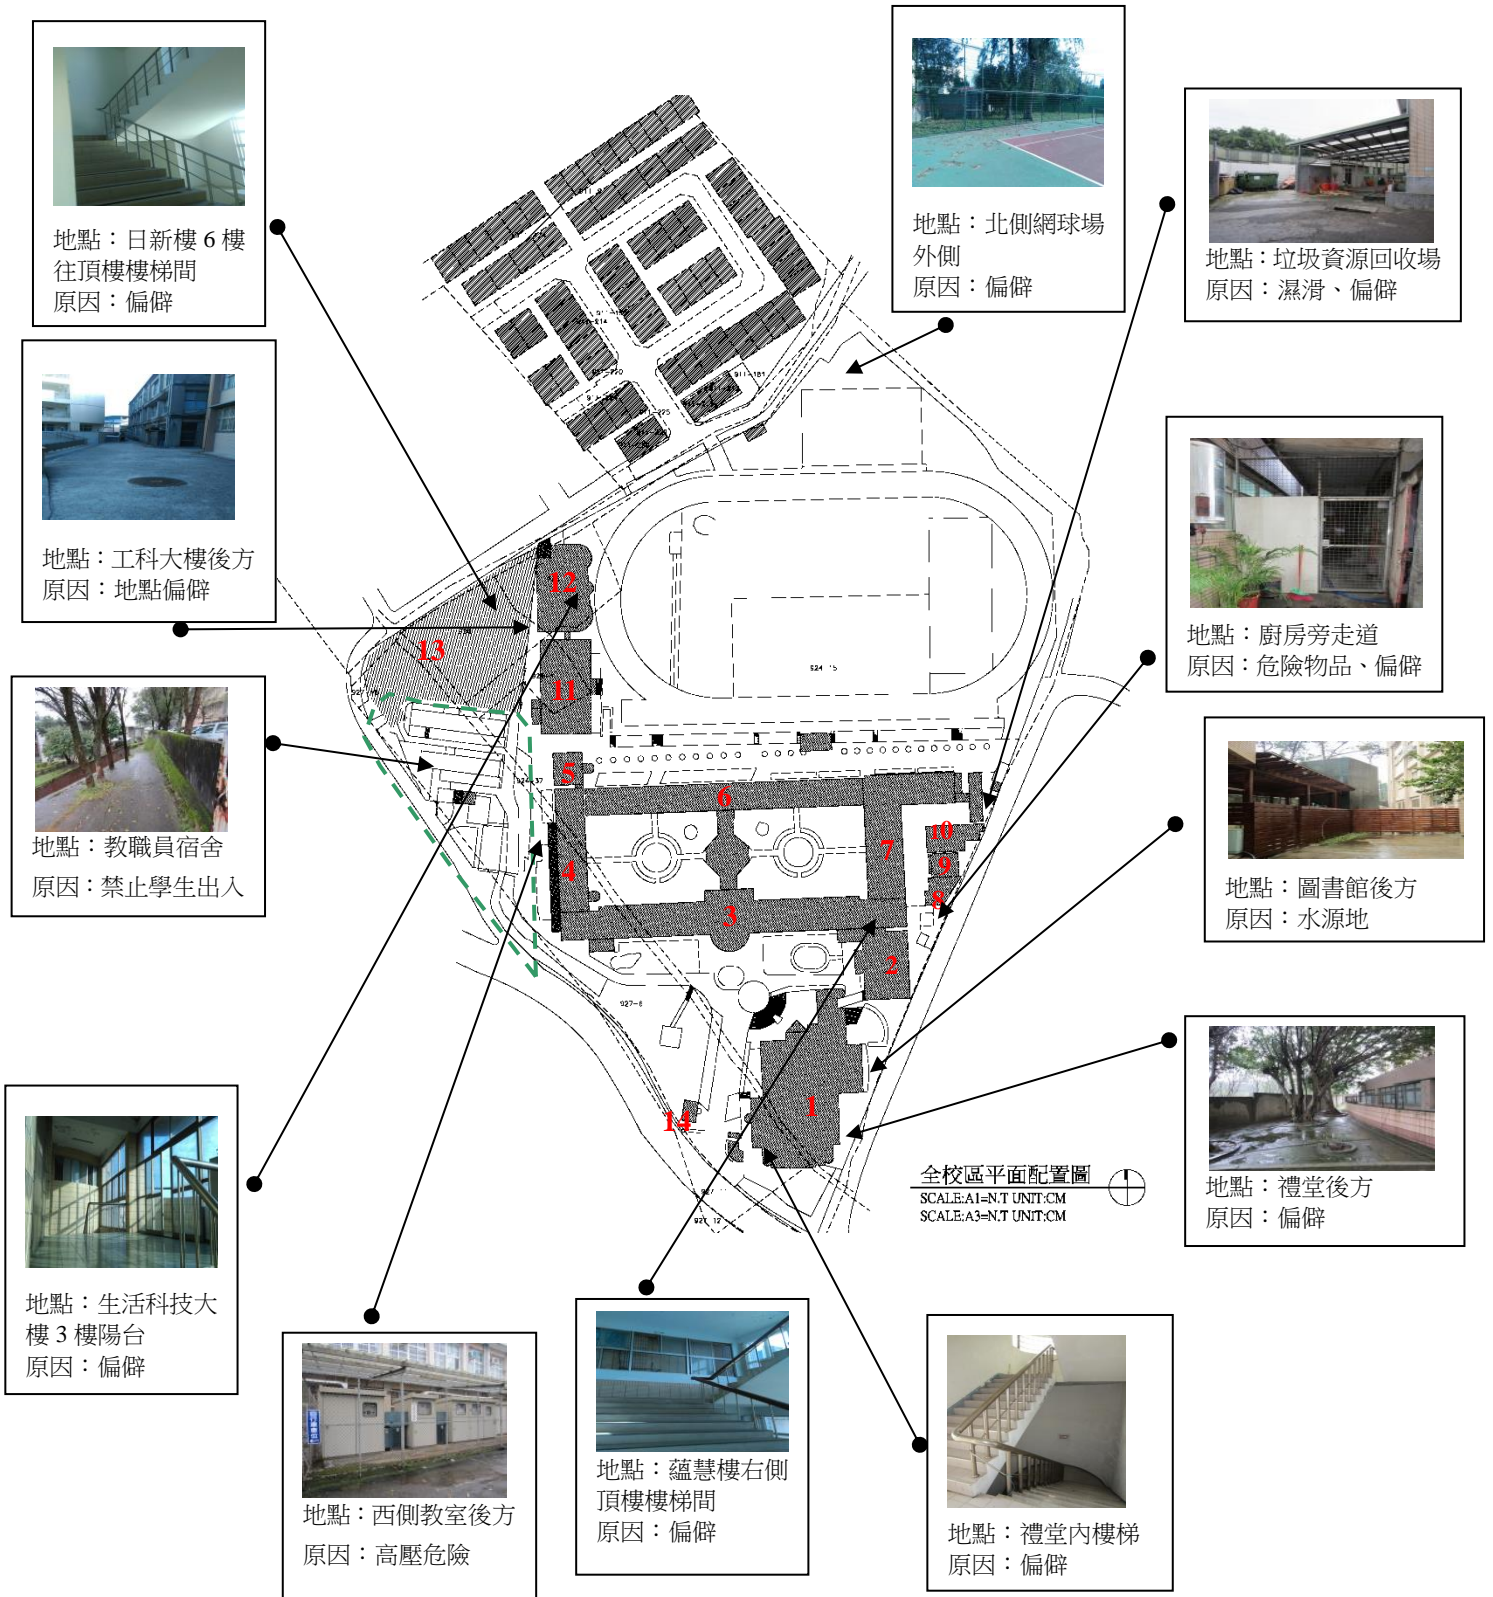 地點：日新樓 6 樓
往頂樓樓梯間
原因：偏僻
地點：北側網球場
外側
原因：偏僻
地點：垃圾資源回收場
原因：濕滑、偏僻
地點：工科大樓後方
原因：地點偏僻
地點：廚房旁走道
原因：危險物品、偏僻
地點：教職員宿舍
原因：禁止學生出入
地點：圖書館後方
原因：水源地
地點：禮堂後方
原因：偏僻
地點：生活科技大
樓 3 樓陽台
原因：偏僻
地點：西側教室後方
原因：高壓危險
地點：蘊慧樓右側
頂樓樓梯間
原因：偏僻
地點：禮堂內樓梯
原因：偏僻
12
13
11
5
6
4
7
10
9
8
3
2
1
14
924-37
927-6
全校區平面配置圖
SCALE:A1=N.T UNIT:CM
SCALE:A3=N.T UNIT:CM